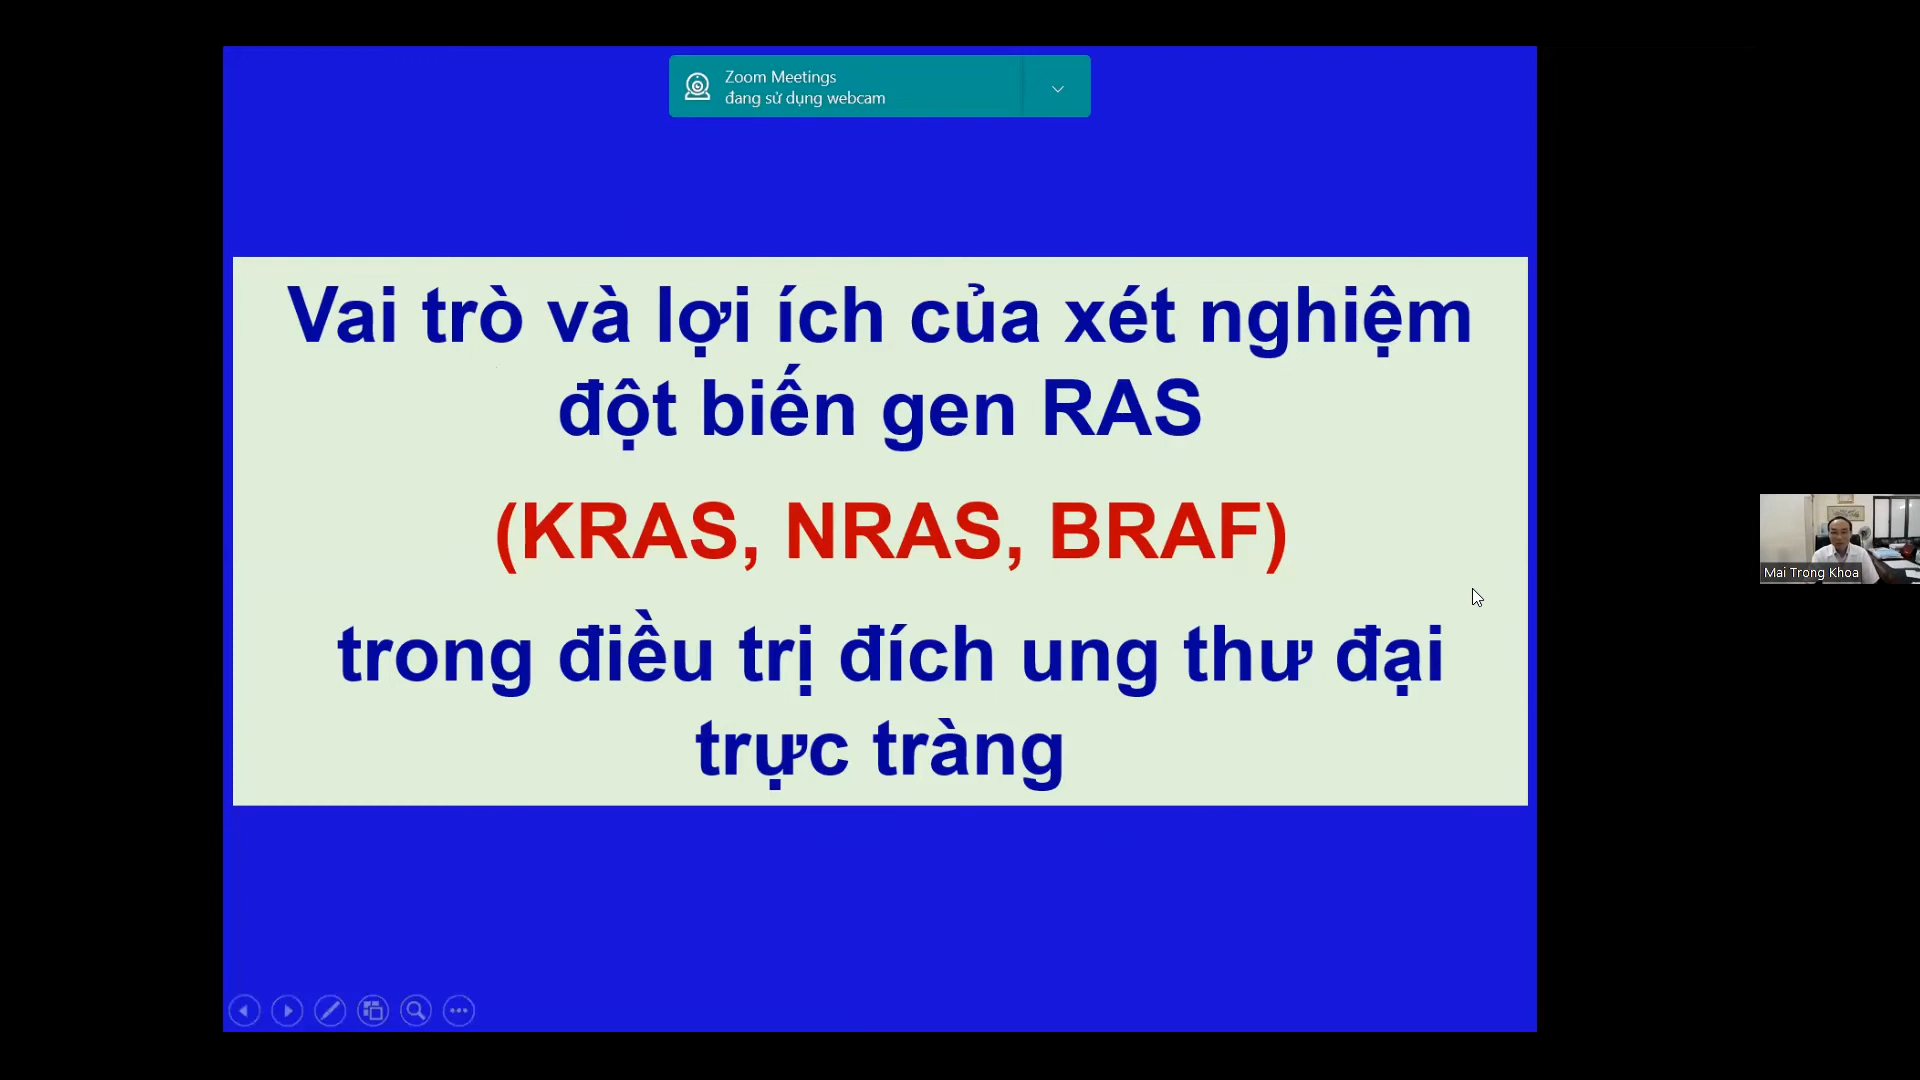 Zoom Meetings
đang sử dụng webcam
Vai trò và lợi ích của xét nghiệm
đột biến gen RAS
(KRAS, NRAS, BRAF)
trong điều trị đích ung thư đại
trực tràng
Mai Trong Khoa